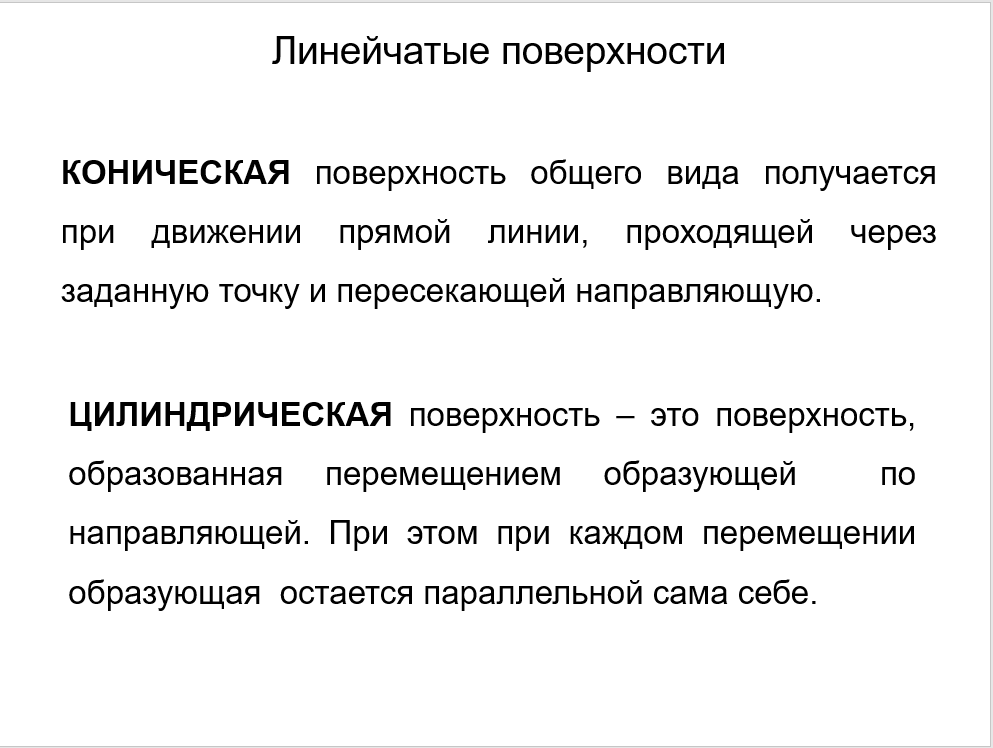 Линейчатые поверхности
КОНИЧЕСКАЯ поверхность общего вида получается
при движении прямой линии, проходящей через
заданную точку и пересекающей направляющую.
ЦИЛИНДРИЧЕСКАЯ поверхность – это поверхность,
образованная перемещением образующей по
направляющей. При этом при каждом перемещении
образующая остается параллельной сама себе.